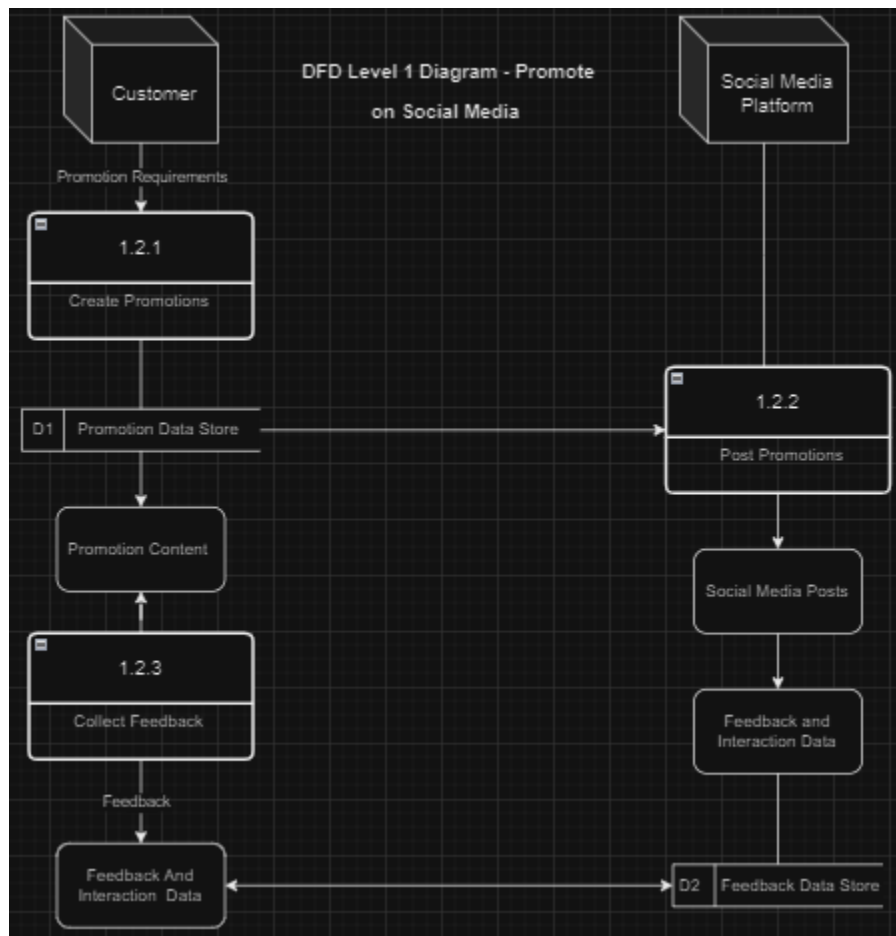 Customer
DFD Level 1 Diagram - Promote
on Social Media
Social Media
Platform
Promotion Requirements
1.2.1
Create Promotions
1.2.2
Post Promotions
D1
Promotion Data Store
Promotion Content
Social Media Posts
1.2.3
Collect Feedback
Feedback and
Interaction Data
Feedback
Feedback And
Interaction Data
D2
Feedback Data Store